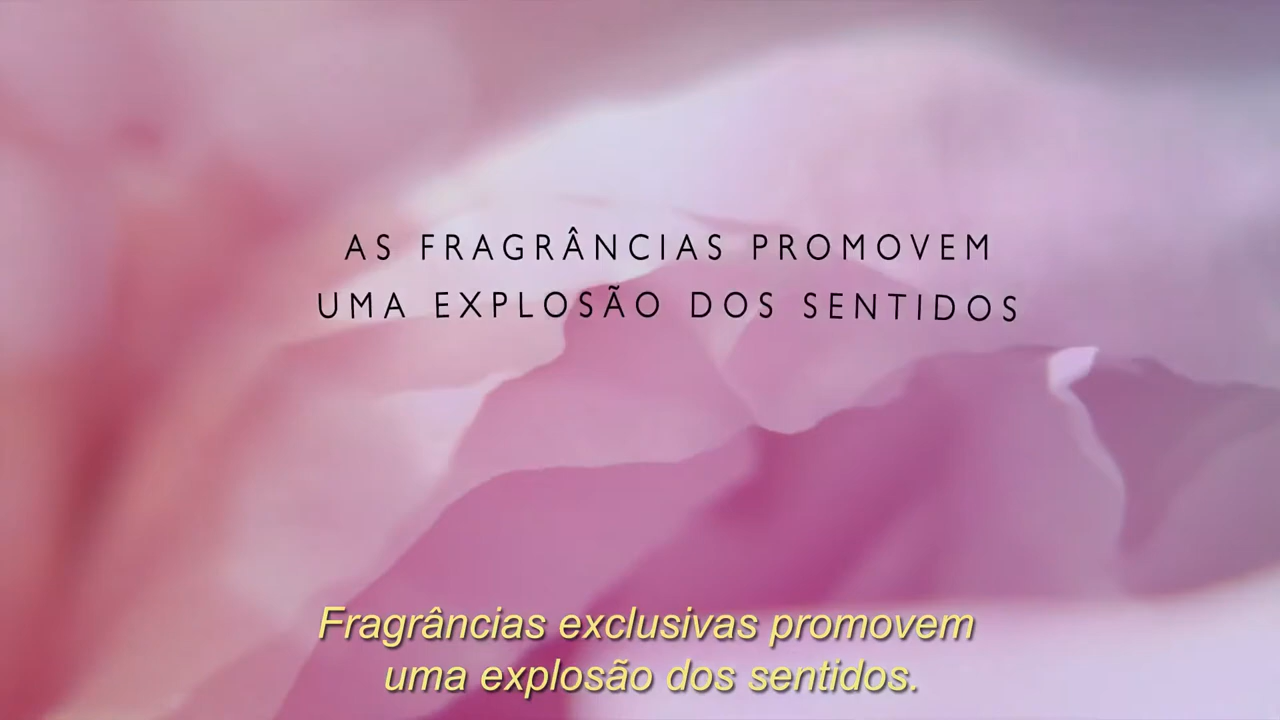 AS FRAGRÂNCIAS PROMOVEM
UMA EXPLOSÃO DOS SENTIDOS
Fragrâncias exclusivas promovem
uma explosão dos sentidos.